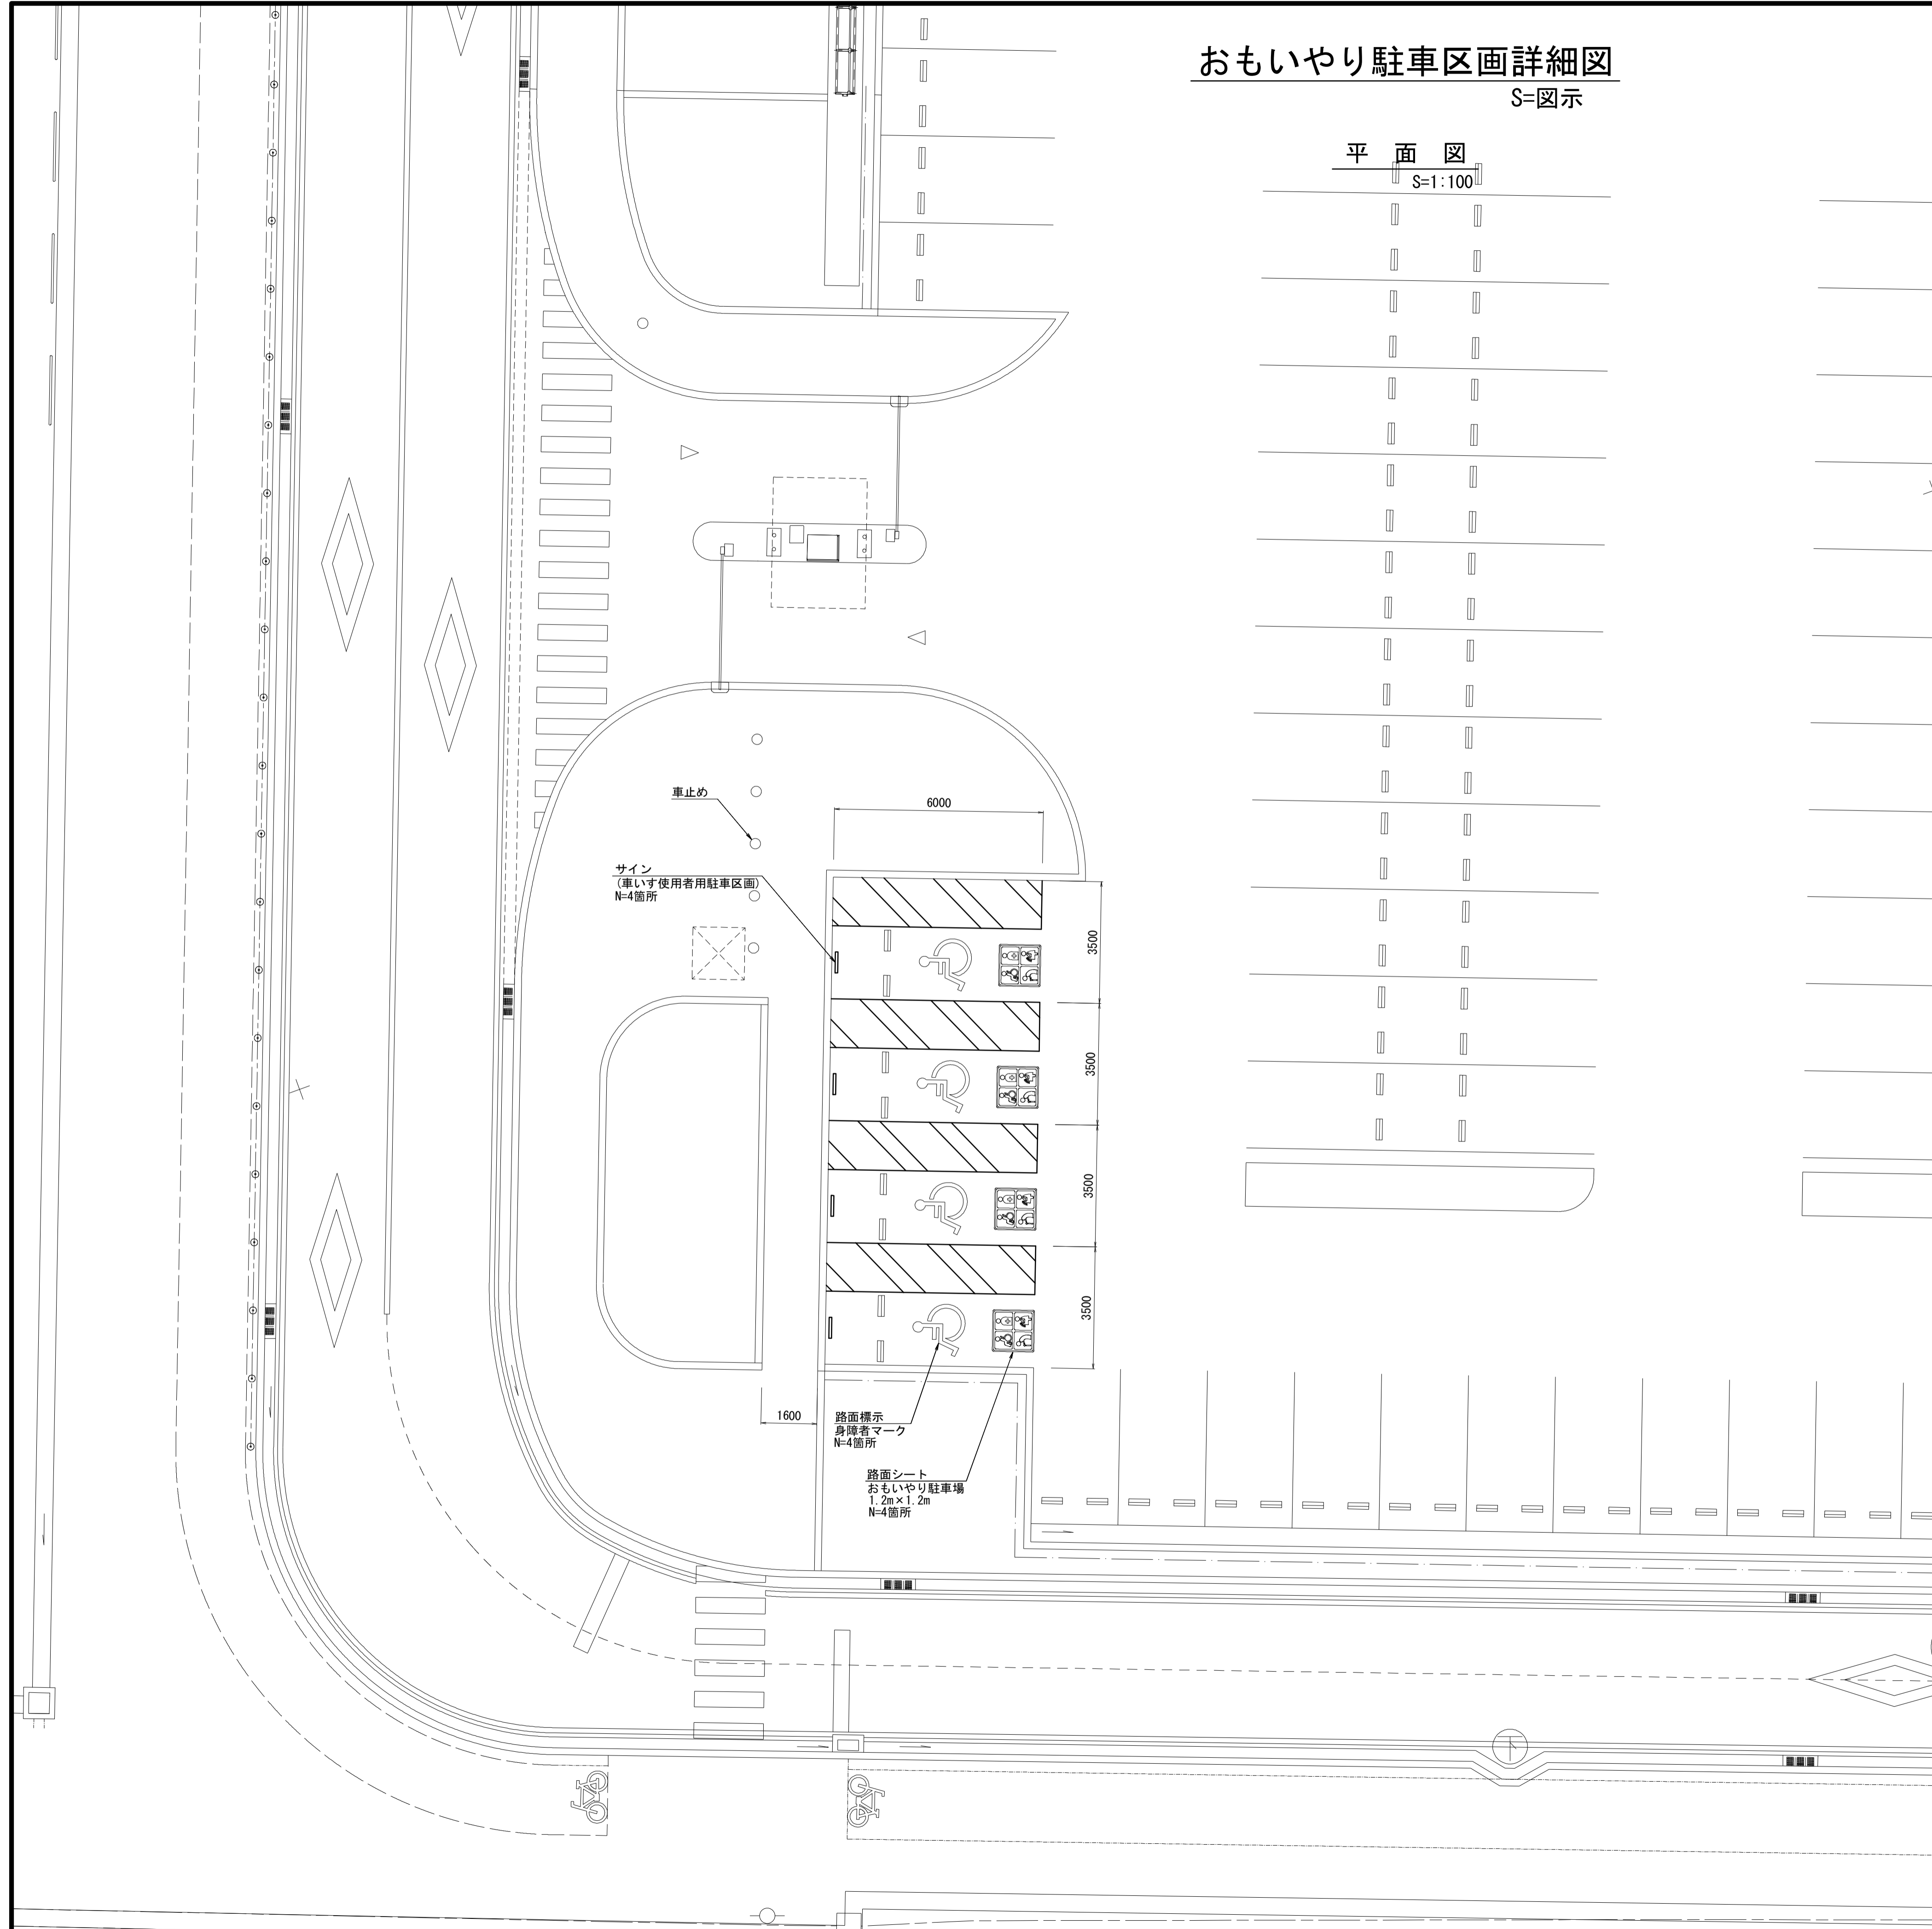 おもいやり駐車区画詳細図
S=図示
平 面 図
S=1:100
車止め
6000
サイン
(車いす使用者用駐車区画)
N=4箇所
3500
3500
3500
3500
1600
路面標示
身障者マーク
N=4箇所
路面シート
おもいやり駐車場
1.2m×1.2m
N=4箇所